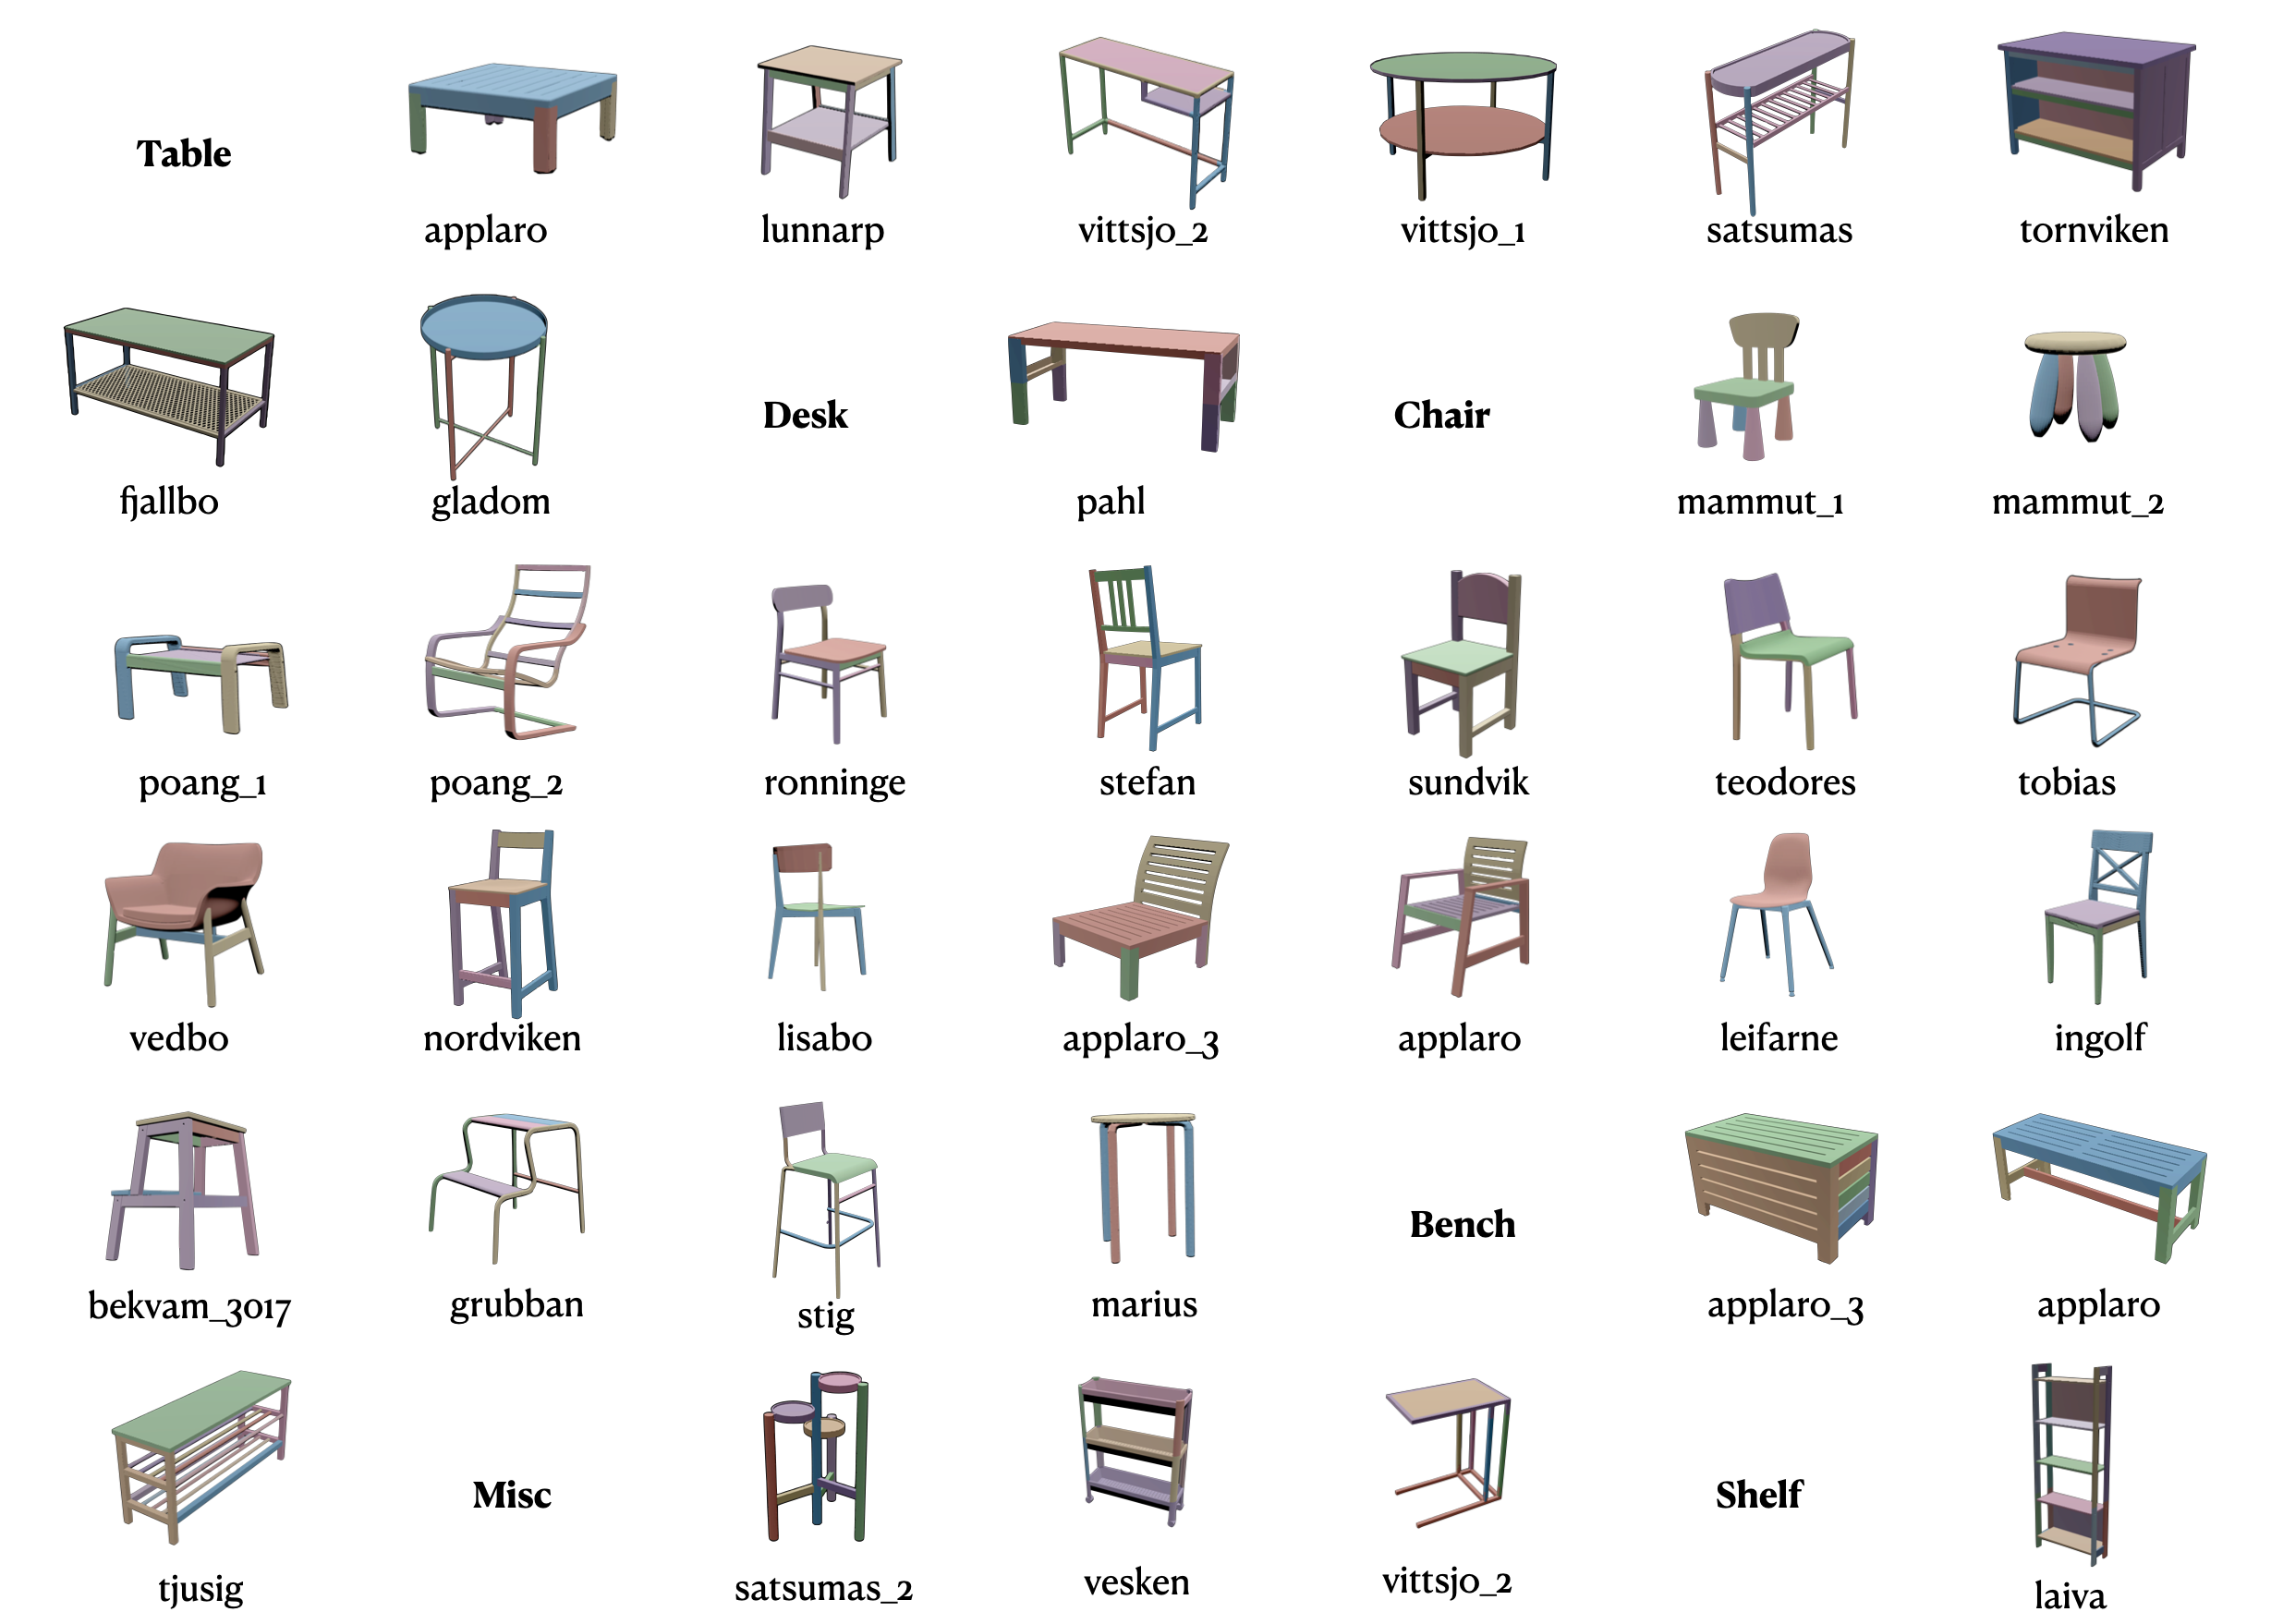 Table
applaro
lunnarp
vittsjo_2
vittsjo_1
satsumas
tornviken
fjallbo
gladom
Desk
pahl
Chair
mammut_1
mammut_2
poang_1
poang_2
ronninge
stefan
sundvik
teodores
tobias
vedbo
nordviken
lisabo
applaro_3
applaro
leifarne
ingolf
bekvam_3017
grubban
stig
marius
Bench
applaro_3
applaro
tjusig
Misc
satsumas_2
vesken
vittsjo_2
Shelf
laiva